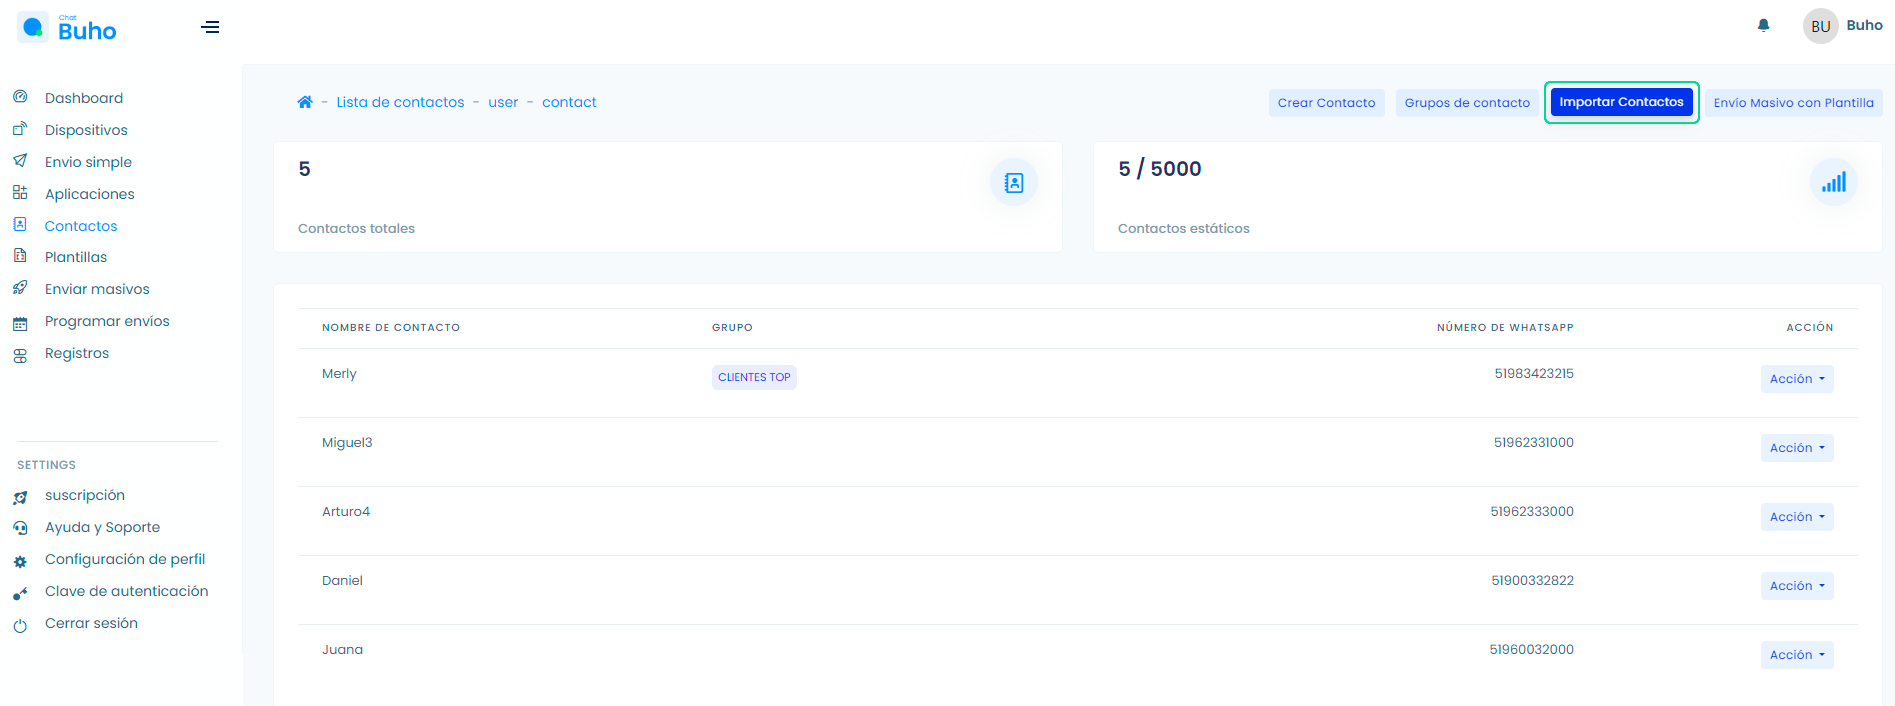 Chat
Buho
BU Buho
Dashboard
Dispositivos
Envio simple
Aplicaciones
Contactos
Plantillas
Enviar masivos
Programar envíos
Registros
SETTINGS
suscripción
Ayuda y Soporte
Configuración de perfil
Clave de autenticación
Cerrar sesión
- Lista de contactos - user - contact
Crear Contacto Grupos de contacto Importar Contactos Envío Masivo con Plantilla
5
Contactos totales
5 / 5000
Contactos estáticos
NOMBRE DE CONTACTO GRUPO NÚMERO DE WHATSAPP ACCIÓN
Merly CLIENTES TOP 51983423215 Acción
Miguel3 51962331000 Acción
Arturo4 51962333000 Acción
Daniel 51900332822 Acción
Juana 51960032000 Acción